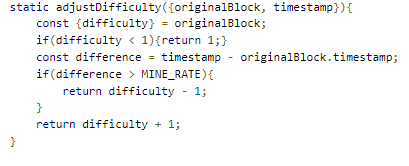 static adjustDifficulty({originalBlock, timestamp}){
    const {difficulty} = originalBlock;
    if(difficulty < 1){return 1;}
    const difference = timestamp - originalBlock.timestamp;
    if(difference > MINE_RATE){
        return difficulty - 1;
    }
    return difficulty + 1;
}